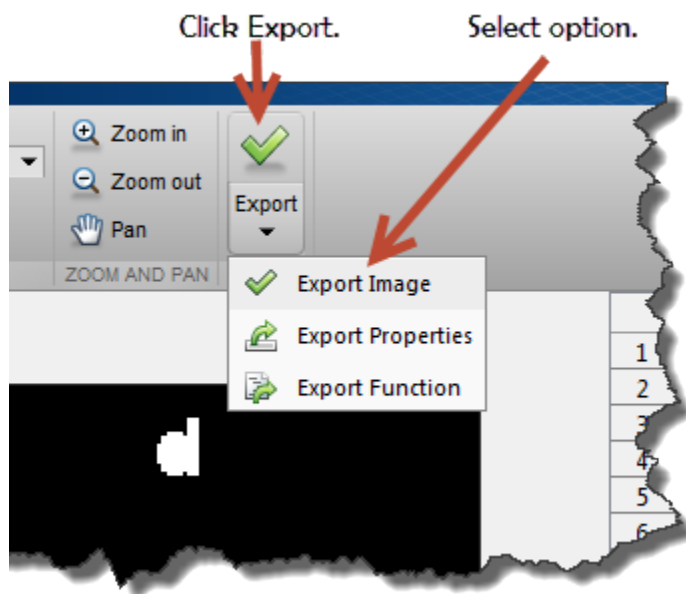 Click Export.
Select option.
Zoom in
Zoom out
Pan
Export
ZOOM AND PAN
Export Image
Export Properties
Export Function
1
2
3
4
5
6
d